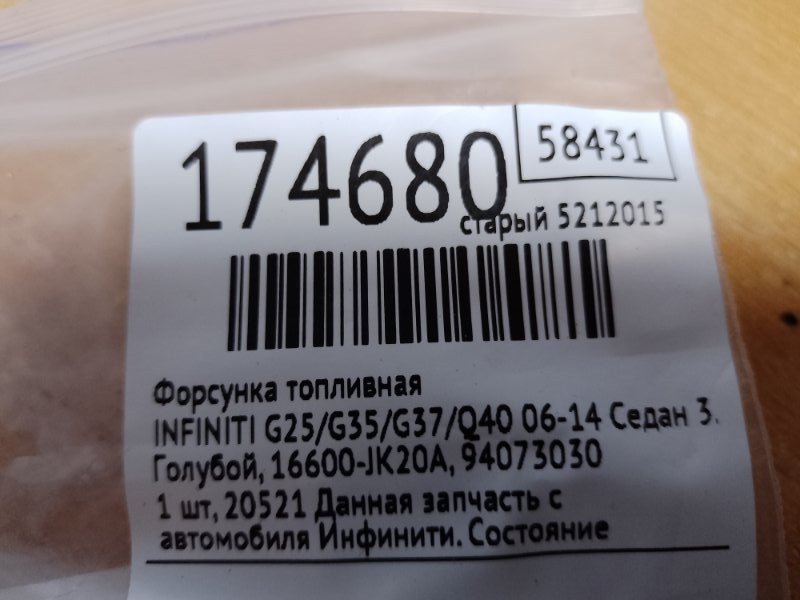 174680
58431
старый 5212015
Форсунка топливная
INFINITI G25/G35/G37/Q40 06-14 Седан 3.
Голубой, 16600-JK20A, 94073030
1 шт, 20521 Данная запчасть с
автомобиля Инфинити. Состояние